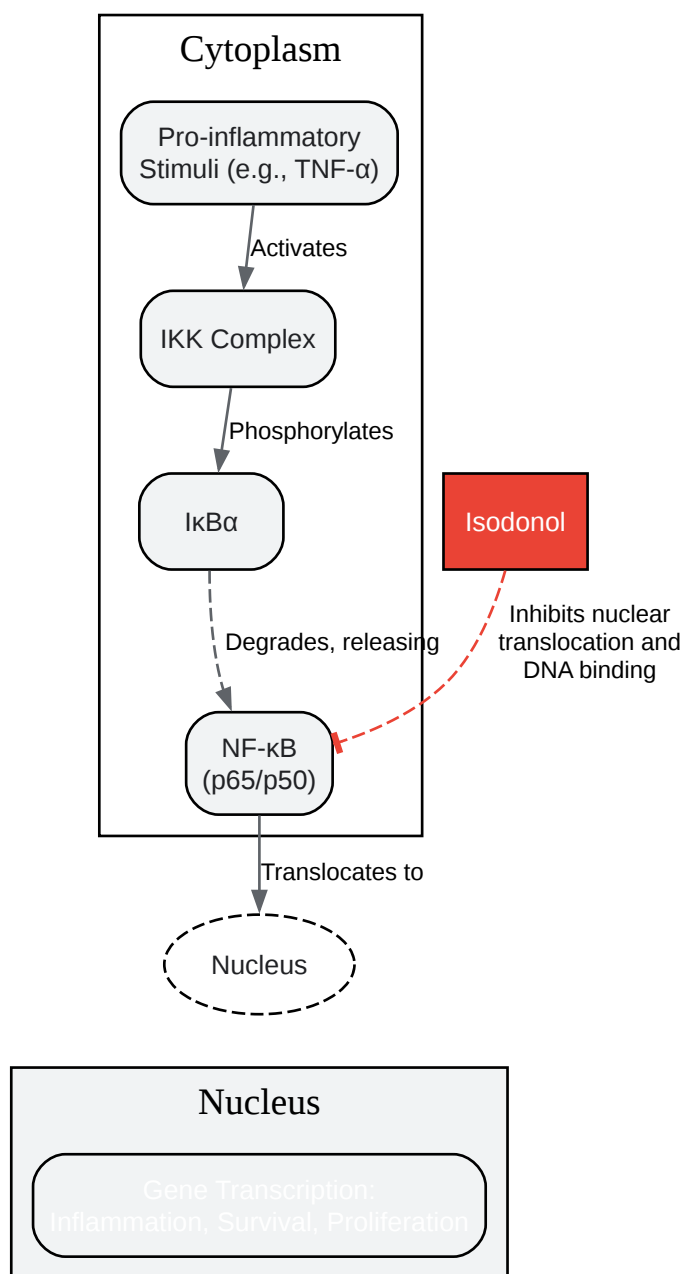 Cytoplasm
Pro-inflammatory
Stimuli (e.g., TNF-α)
Activates
IKK Complex
Phosphorylates
IκBα
Isodonol
Inhibits nuclear
translocation and
DNA binding
Degrades, releasing
NF-κB
(p65/p50)
Translocates to
Nucleus
Nucleus
Gene Transcription:
Inflammation, Survival, Proliferation